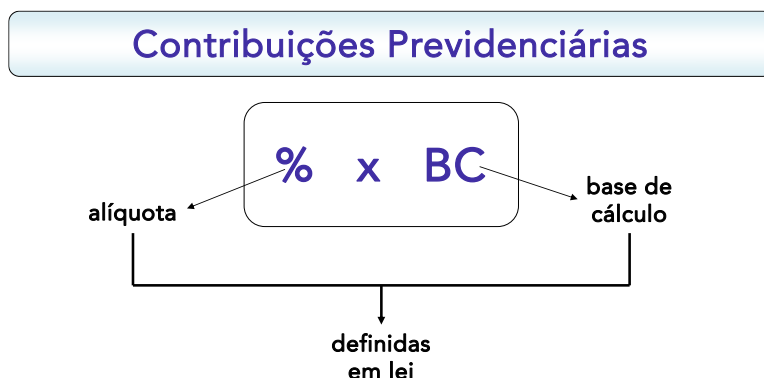 Contribuições Previdenciárias
% x BC
alíquota
base de
cálculo
definidas
em lei